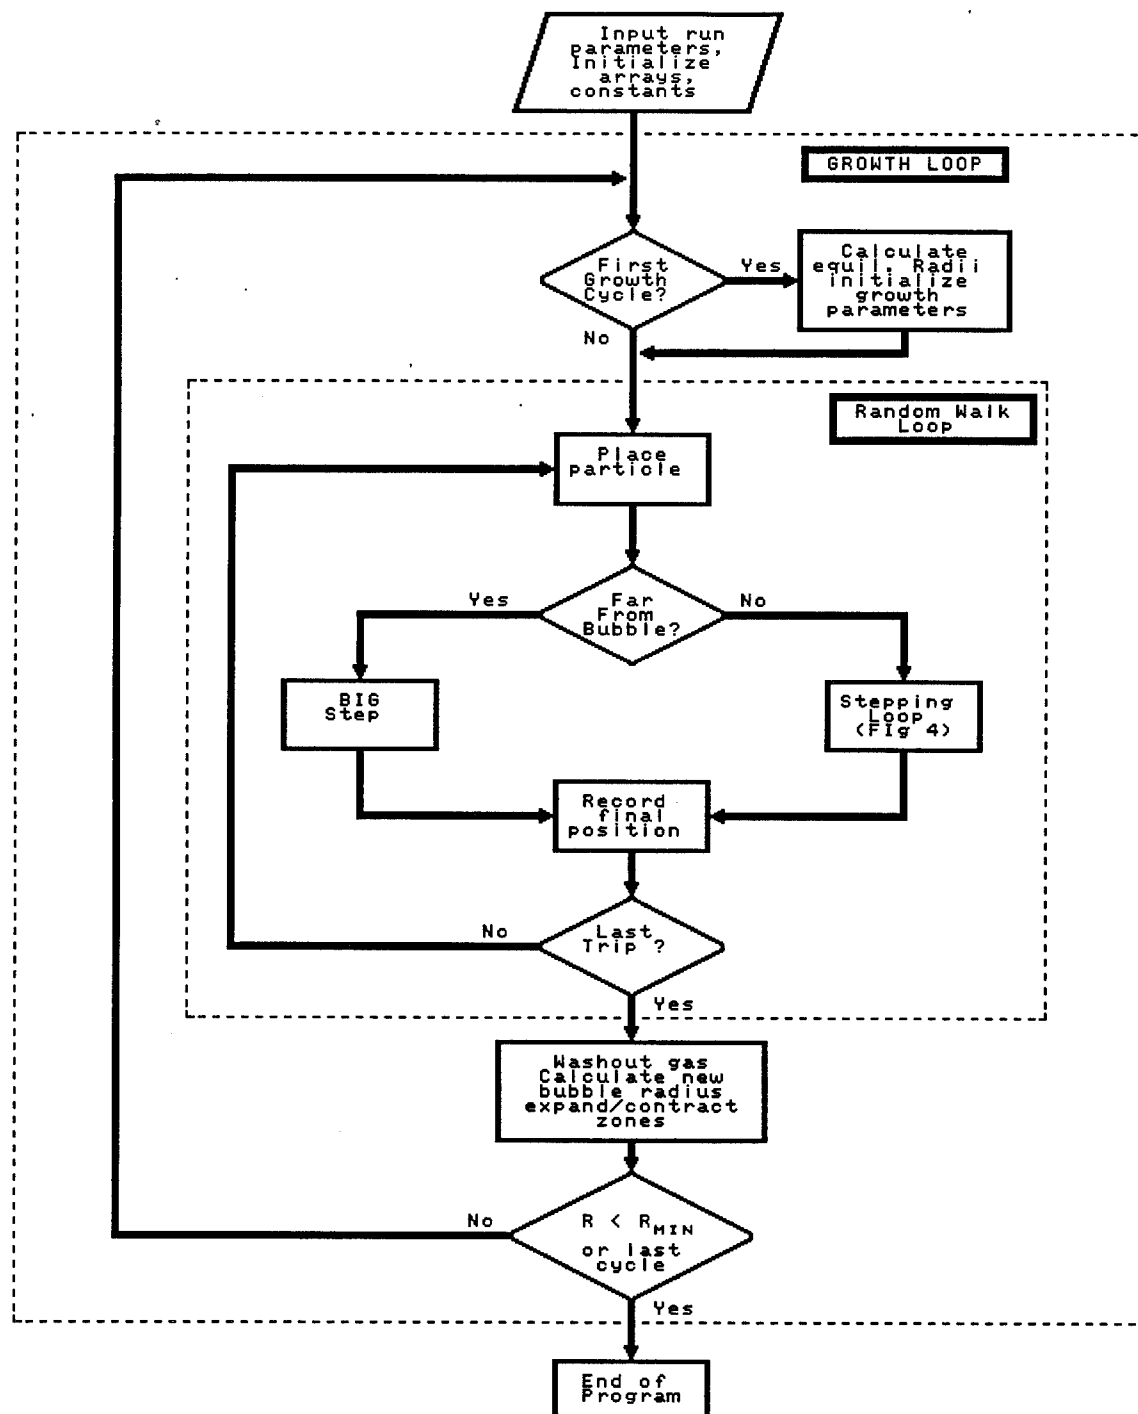 Input run
parameters,
Initialize
arrays,
constants
GROWTH LOOP
First
Growth
Cycle?
Yes
Calculate
equil. Radii
initialize
growth
parameters
No
Random Walk
Loop
Place
particle
Far
From
Bubble?
Yes
No
BIG
Step
Stepping
Loop
(FIg 4)
Record
final
position
Last
Trip ?
No
Yes
Washout gas
Calculate new
bubble radius
expand/contract
zones
R < RMIN
or last
cycle
No
Yes
End of
Program